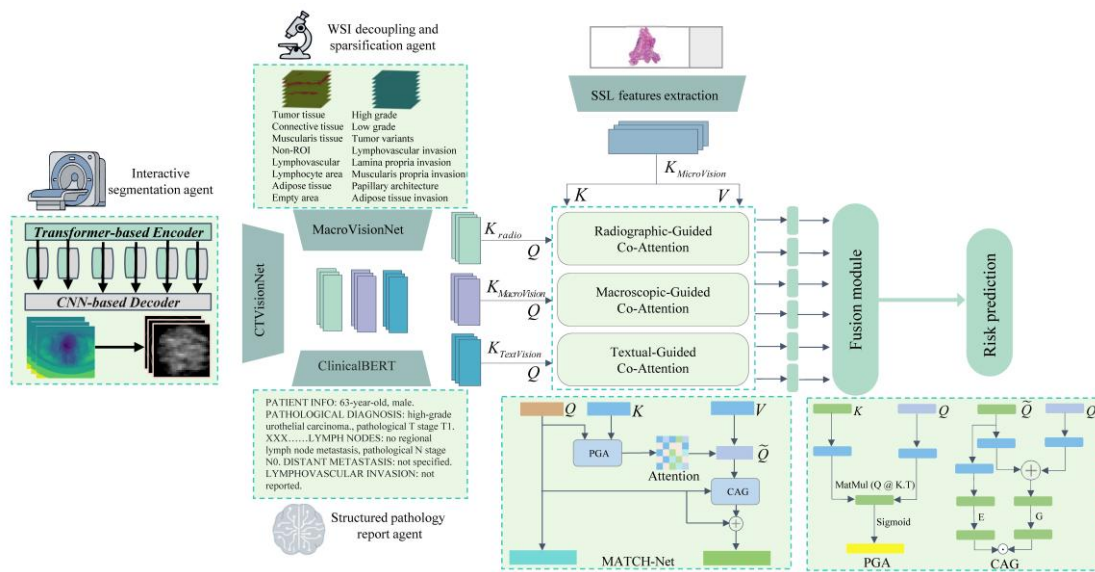 WSI decoupling and
sparsification agent
Tumor tissue
Connective tissue
Muscularis tissue
Non-ROI
Lymphovascular
Lymphocyte area
Adipose tissue
Empty area
High grade
Low grade
Tumor variants
Lymphovascular invasion
Lamina propria invasion
Muscularis propria invasion
Papillary architecture
Adipose tissue invasion
SSL features extraction
K_MicroVision
K
V
Interactive
segmentation agent
Transformer-based Encoder
CNN-based Decoder
CTVisionNet
MacroVisionNet
ClinicalBERT
K_radio
Q
K_MacroVision
Q
K_TextVision
Q
Radiographic-Guided
Co-Attention
Macroscopic-Guided
Co-Attention
Textual-Guided
Co-Attention
Fusion module
Risk prediction
PATIENT INFO: 63-year-old, male.
PATHOLOGICAL DIAGNOSIS: high-grade
urothelial carcinoma., pathological T stage T1.
XXX……LYMPH NODES: no regional
lymph node metastasis, pathological N stage
N0. DISTANT METASTASIS: not specified.
LYMPHOVASCULAR INVASION: not
reported.
Structured pathology
report agent
Q
K
V
PGA
Attention
Q̃
CAG
MATCH-Net
K
Q
Q̃
Q
MatMul (Q @ K.T)
Sigmoid
E
G
PGA
CAG